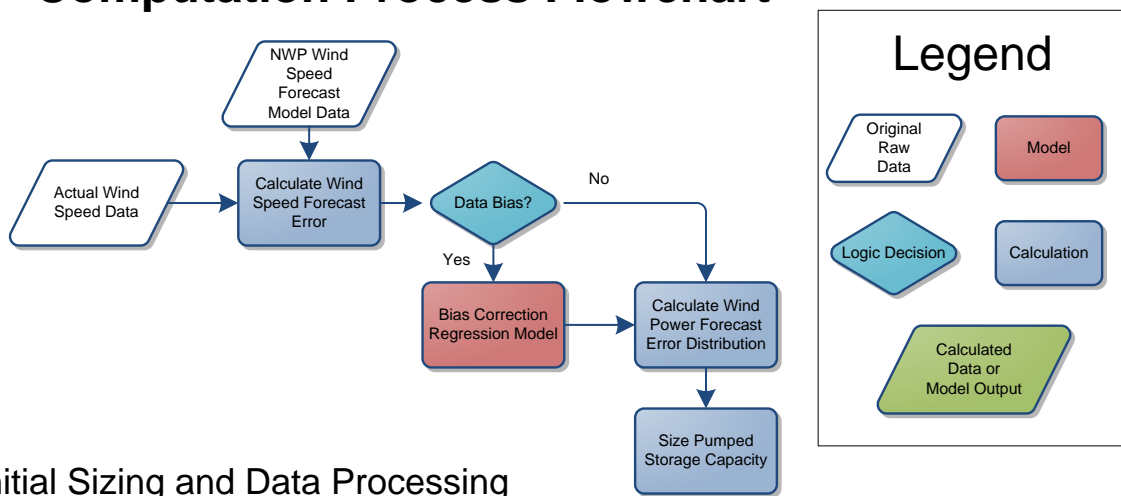 Computation Process Flowchart
NWP Wind
Speed
Forecast
Model Data
Actual Wind
Speed Data
Calculate Wind
Speed Forecast
Error
Data Bias?
No
Yes
Bias Correction
Regression Model
Calculate Wind
Power Forecast
Error Distribution
Size Pumped
Storage Capacity
Legend
Original
Raw
Data
Model
Logic Decision
Calculation
Calculated
Data or
Model Output
nitial Sizing and Data Processing